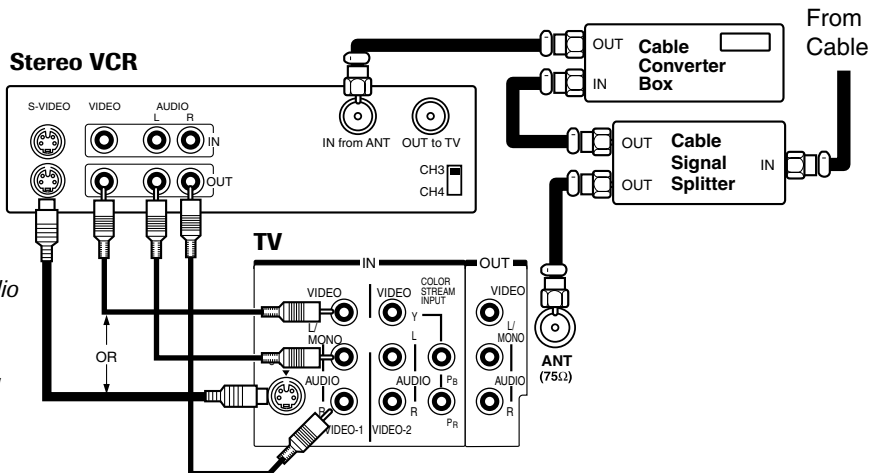 From
Cable
Stereo VCR
OUT
Cable
Converter
Box
IN
S-VIDEO
VIDEO
AUDIO
L
R
IN
IN from ANT
OUT to TV
CH3
CH4
OUT
OUT
Cable
Signal
Splitter
IN
OUT
TV
IN
OUT
dio
OR
VIDEO
VIDEO
COLOR
STREAM
INPUT
VIDEO
L/
MONO
Y
L
L/
MONO
AUDIO
AUDIO
PB
AUDIO
R
R
PR
R
VIDEO-1
VIDEO-2
ANT
(75Ω)